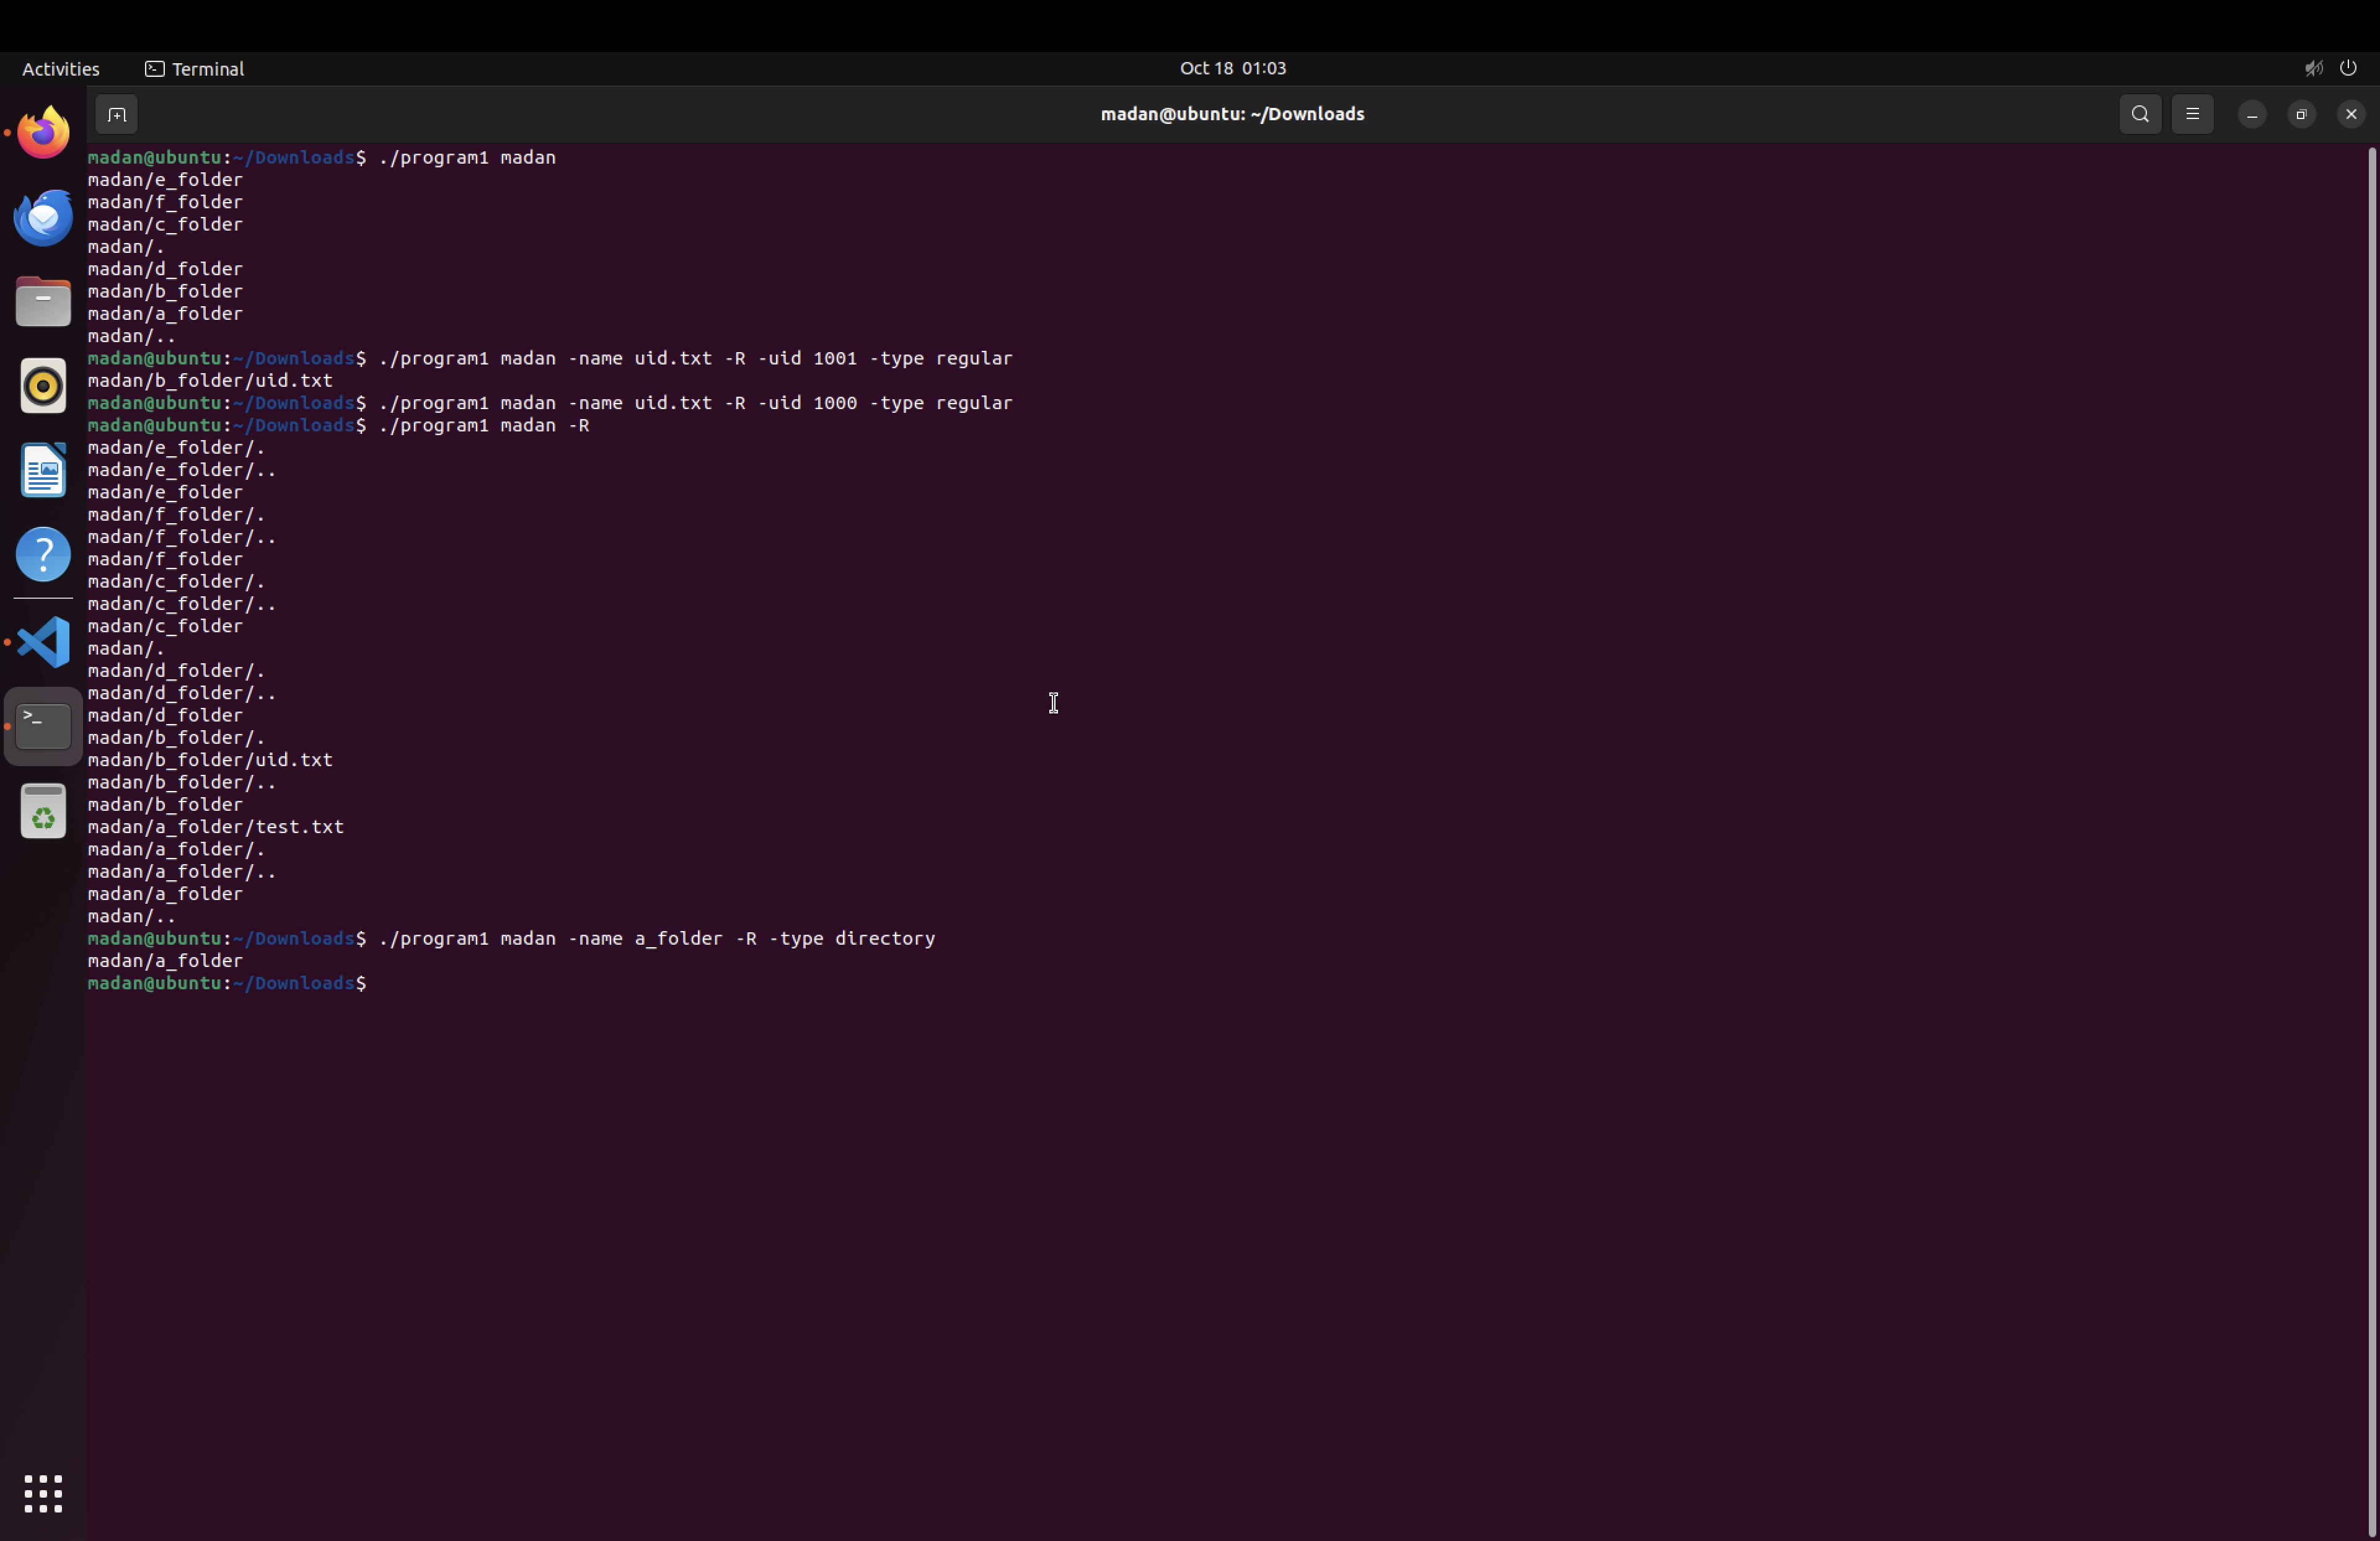 Activities
Terminal
Oct 18 01:03
madan@ubuntu: ~/Downloads
madan@ubuntu:~/Downloads$ ./program1 madan
madan/e_folder
madan/f_folder
madan/c_folder
madan/.
madan/d_folder
madan/b_folder
madan/a_folder
madan/..
madan@ubuntu:~/Downloads$ ./program1 madan -name uid.txt -R -uid 1001 -type regular
madan/b_folder/uid.txt
madan@ubuntu:~/Downloads$ ./program1 madan -name uid.txt -R -uid 1000 -type regular
madan@ubuntu:~/Downloads$ ./program1 madan -R
madan/e_folder/.
madan/e_folder/..
madan/e_folder
madan/f_folder/.
madan/f_folder/..
madan/f_folder
madan/c_folder/.
madan/c_folder/..
madan/c_folder
madan/.
madan/d_folder/.
madan/d_folder/..
madan/d_folder
madan/b_folder/.
madan/b_folder/uid.txt
madan/b_folder/..
madan/b_folder
madan/a_folder/test.txt
madan/a_folder/.
madan/a_folder/..
madan/a_folder
madan/..
madan@ubuntu:~/Downloads$ ./program1 madan -name a_folder -R -type directory
madan/a_folder
madan@ubuntu:~/Downloads$